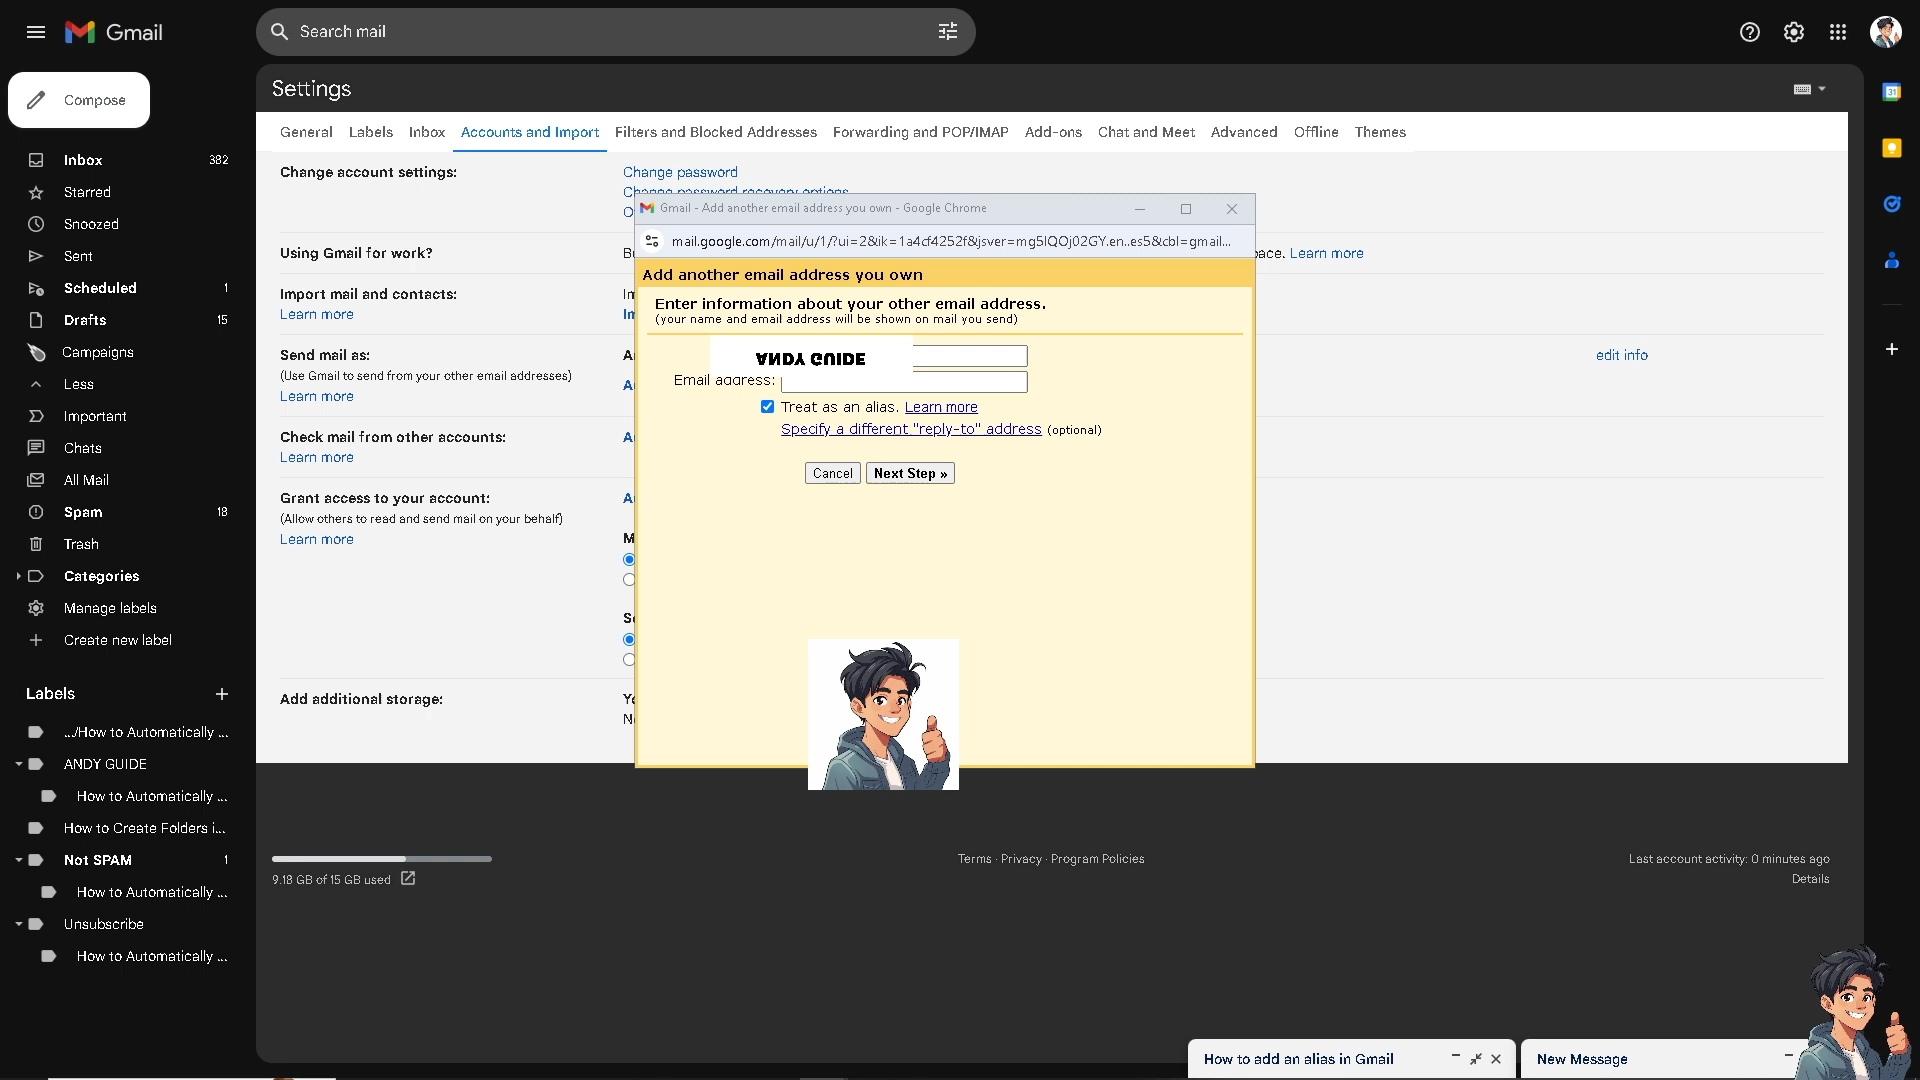 Gmail
Search mail
Compose
Inbox 382
Starred
Snoozed
Sent
Scheduled 1
Drafts 15
Campaigns
Less
Important
Chats
All Mail
Spam 18
Trash
Categories
Manage labels
Create new label
Labels
.../How to Automatically ...
ANDY GUIDE
How to Automatically ...
How to Create Folders i...
Not SPAM 1
How to Automatically ...
Unsubscribe
How to Automatically ...
Settings
General Labels Inbox Accounts and Import Filters and Blocked Addresses Forwarding and POP/IMAP Add-ons Chat and Meet Advanced Offline Themes
Change account settings:
Change password
Change password recovery options
Using Gmail for work?
Learn more
Import mail and contacts:
Learn more
Send mail as:
(Use Gmail to send from your other email addresses)
Learn more
edit info
Check mail from other accounts:
Learn more
Grant access to your account:
(Allow others to read and send mail on your behalf)
Learn more
Add additional storage:
Gmail - Add another email address you own - Google Chrome
mail.google.com/mail/u/1/?ui=2&ik=1a4cf4252f&jsver=mg5IQOj02GY.en..es5&cbl=gmail...
Add another email address you own
Enter information about your other email address.
(your name and email address will be shown on mail you send)
ANDY GUIDE
Email address:
Treat as an alias. Learn more
Specify a different "reply-to" address (optional)
Cancel Next Step »
9.18 GB of 15 GB used
Terms · Privacy · Program Policies
Last account activity: 0 minutes ago
Details
How to add an alias in Gmail
New Message